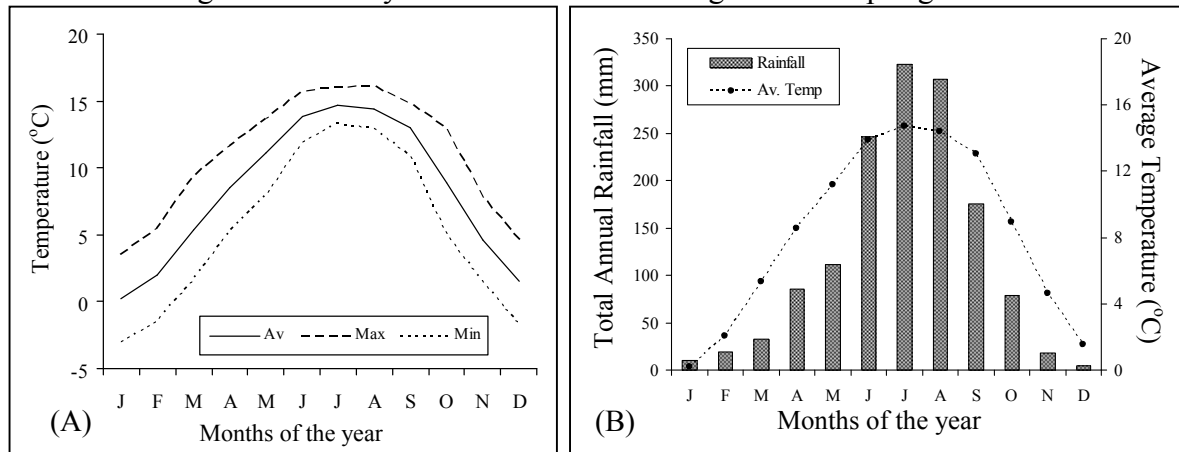 20
15
10
5
0
-5
Temperature (°C)
Av Max Min
J F M A M J J A S O N D
(A)
Months of the year
350
300
250
200
150
100
50
0
Total Annual Rainfall (mm)
Rainfall
Av. Temp
20
16
12
8
4
0
Average Temperature (°C)
J F M A M J J A S O N D
(B)
Months of the year